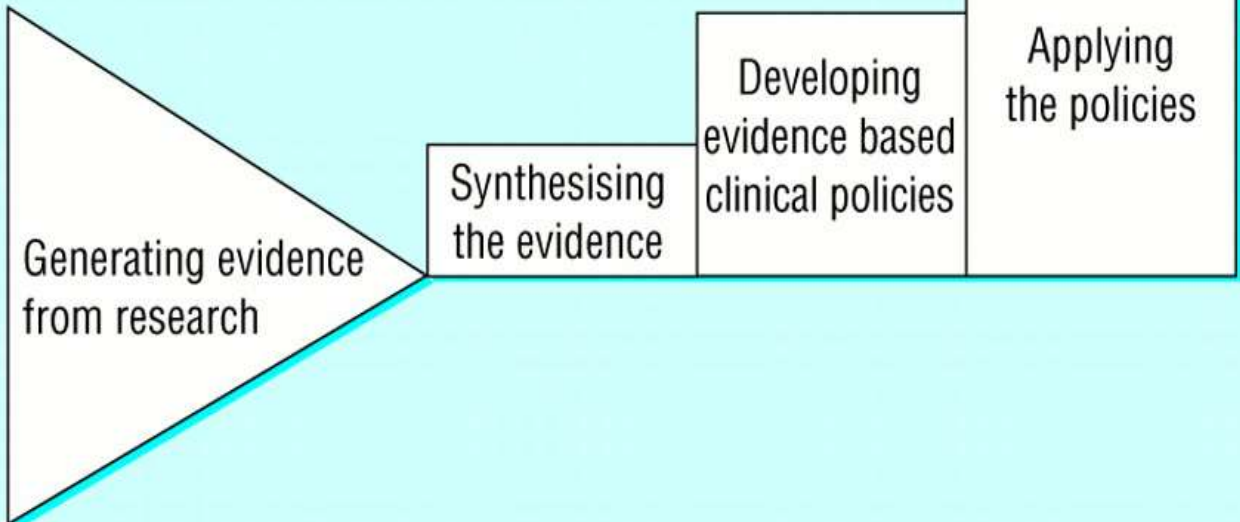 Generating evidence
from research
Synthesising
the evidence
Developing
evidence based
clinical policies
Applying
the policies